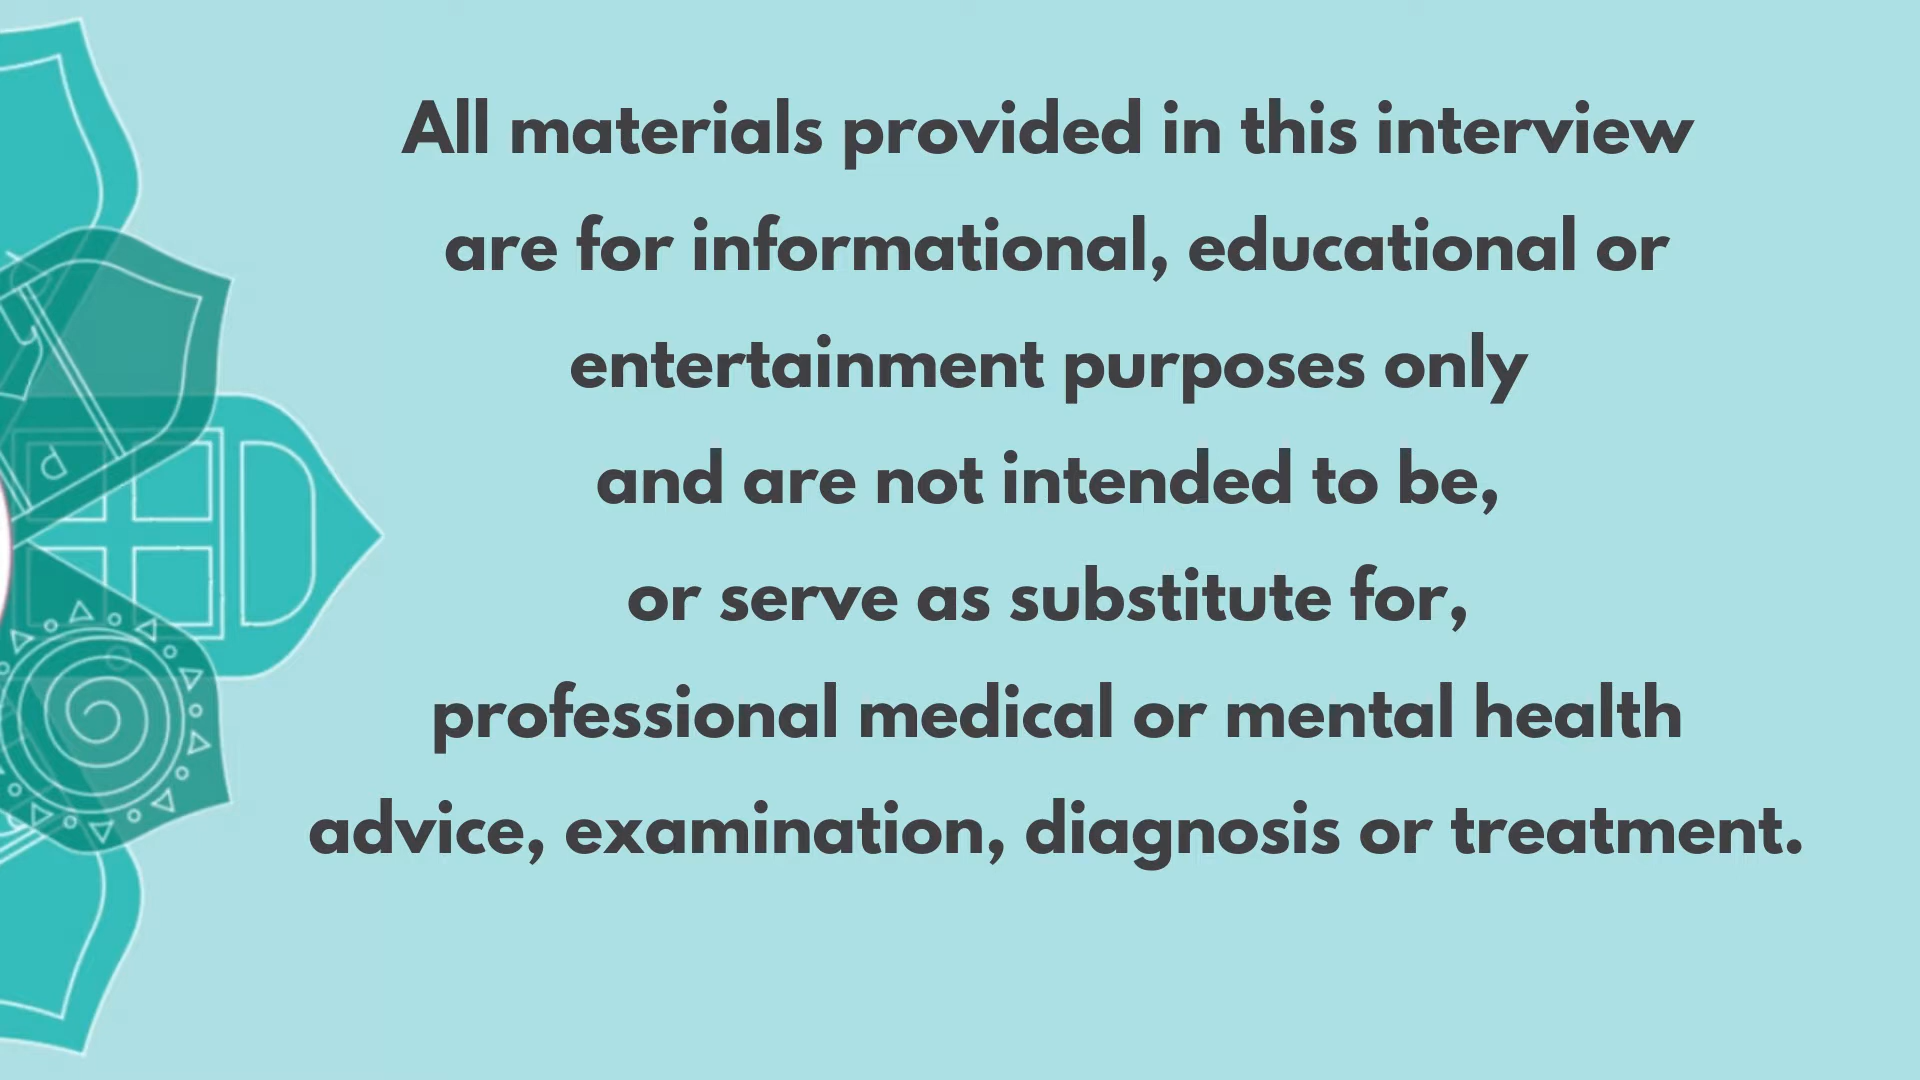 All materials provided in this interview
are for informational, educational or
entertainment purposes only
and are not intended to be,
or serve as substitute for,
professional medical or mental health
advice, examination, diagnosis or treatment.